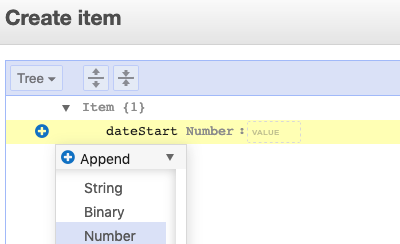 Create item
Tree
Item {1}
dateStart Number : VALUE
Append
String
Binary
Number